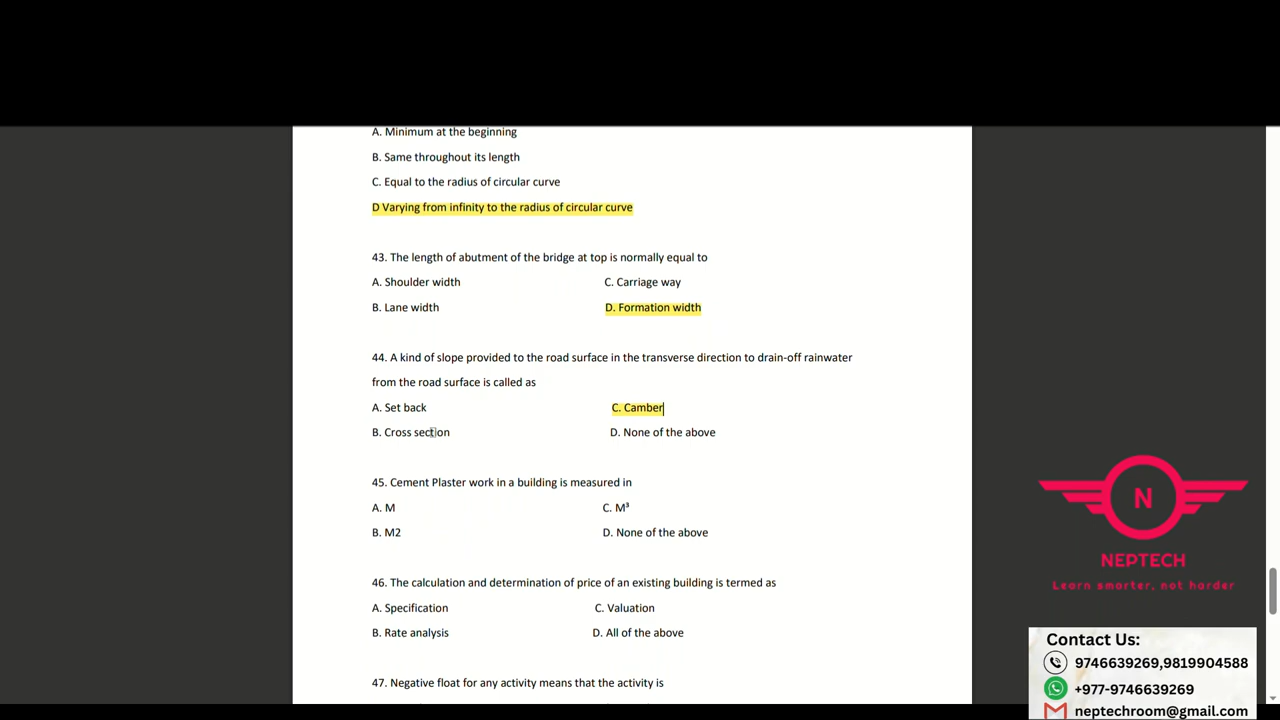 A. Minimum at the beginning
B. Same throughout its length
C. Equal to the radius of circular curve
D Varying from infinity to the radius of circular curve
43. The length of abutment of the bridge at top is normally equal to
A. Shoulder width C. Carriage way
B. Lane width D. Formation width
44. A kind of slope provided to the road surface in the transverse direction to drain-off rainwater
from the road surface is called as
A. Set back C. Camber
B. Cross section D. None of the above
45. Cement Plaster work in a building is measured in
A. M C. M³
B. M2 D. None of the above
46. The calculation and determination of price of an existing building is termed as
A. Specification C. Valuation
B. Rate analysis D. All of the above
47. Negative float for any activity means that the activity is
N
NEPTECH
Learn smarter, not harder
Contact Us:
9746639269,9819904588
+977-9746639269
neptechroom@gmail.com